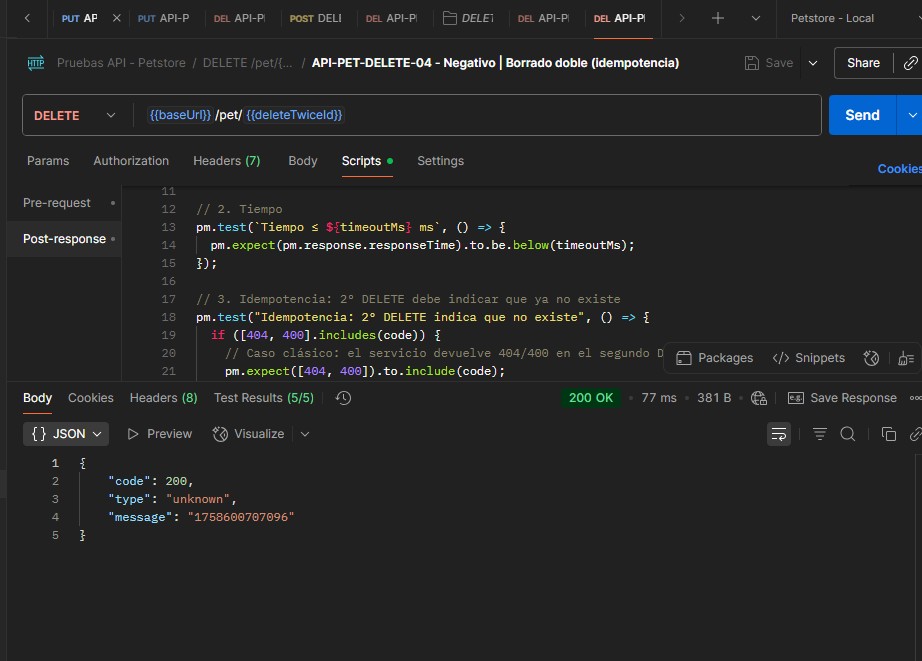 PUT AP
PUT API-P
DEL API-PI
POST DELI
DEL API-PI
DELET
DEL API-PI
DEL API-PI
Petstore - Local
HTTP Pruebas API - Petstore / DELETE /pet/{... / API-PET-DELETE-04 - Negativo | Borrado doble (idempotencia)
Save
Share
DELETE
{{baseUrl}} /pet/ {{deleteTwiceId}}
Send
Params
Authorization
Headers (7)
Body
Scripts
Settings
Cookies
Pre-request
Post-response
11
12 // 2. Tiempo
13 pm.test(`Tiempo ≤ ${timeoutMs} ms`, () => {
14 pm.expect(pm.response.responseTime).to.be.below(timeoutMs);
15 });
16
17 // 3. Idempotencia: 2º DELETE debe indicar que ya no existe
18 pm.test("Idempotencia: 2º DELETE indica que no existe", () => {
19 if ([404, 400].includes(code)) {
20 // Caso clásico: el servicio devuelve 404/400 en el segundo D
21 pm.expect([404, 400]).to.include(code);
Packages
Snippets
Body
Cookies
Headers (8)
Test Results (5/5)
200 OK
77 ms
381 B
e.g. Save Response
{} JSON
Preview
Visualize
1 {
2 "code": 200,
3 "type": "unknown",
4 "message": "1758600707096"
5 }